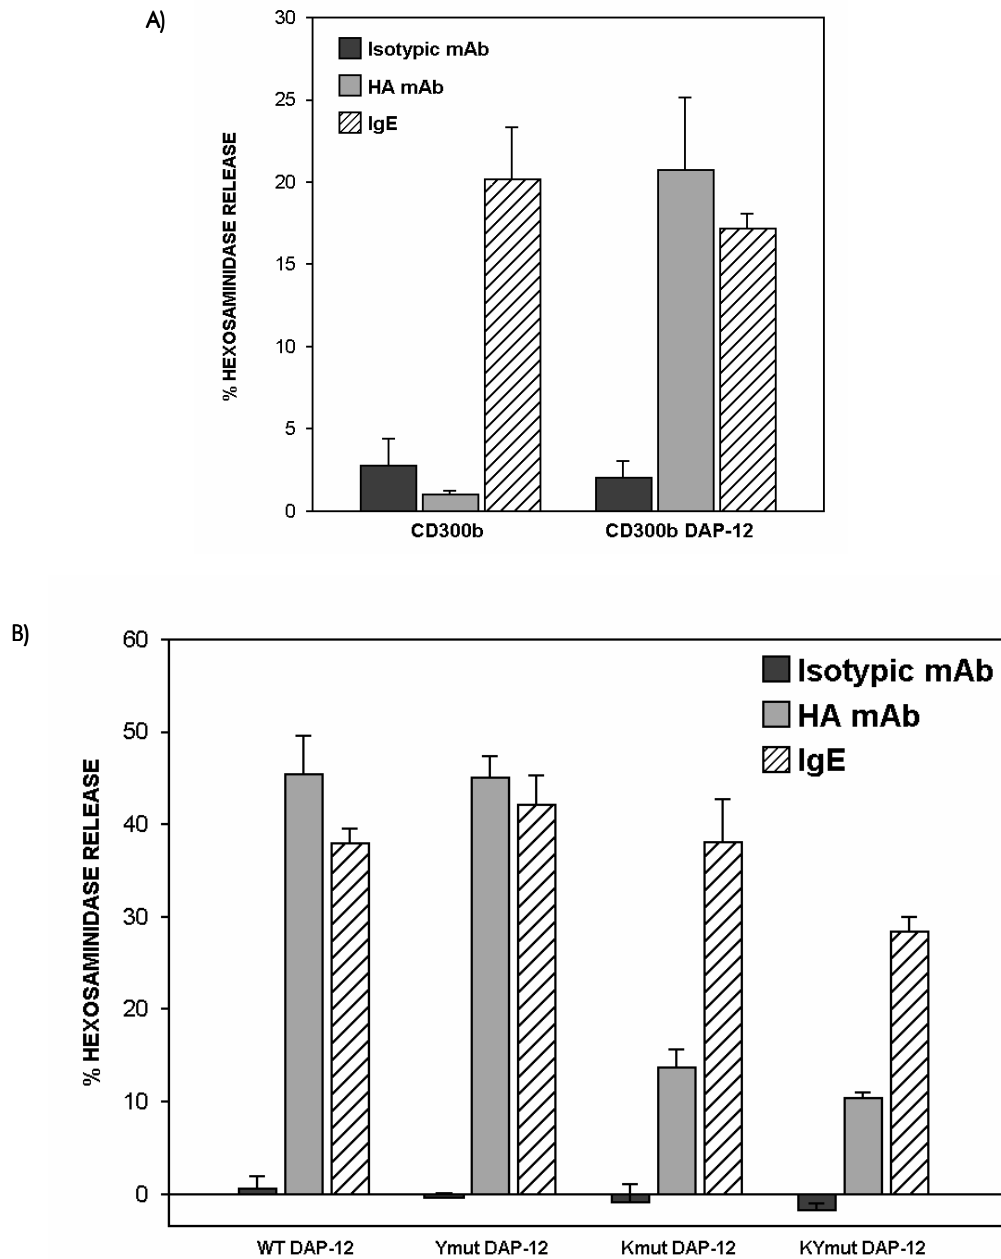 A)
30
25
20
15
10
5
0
% HEXOSAMINIDASE RELEASE
Isotypic mAb
HA mAb
IgE
CD300b CD300b DAP-12
B)
60
50
40
30
20
10
0
% HEXOSAMINIDASE RELEASE
Isotypic mAb
HA mAb
IgE
WT DAP-12 Ymut DAP-12 Kmut DAP-12 KYmut DAP-12